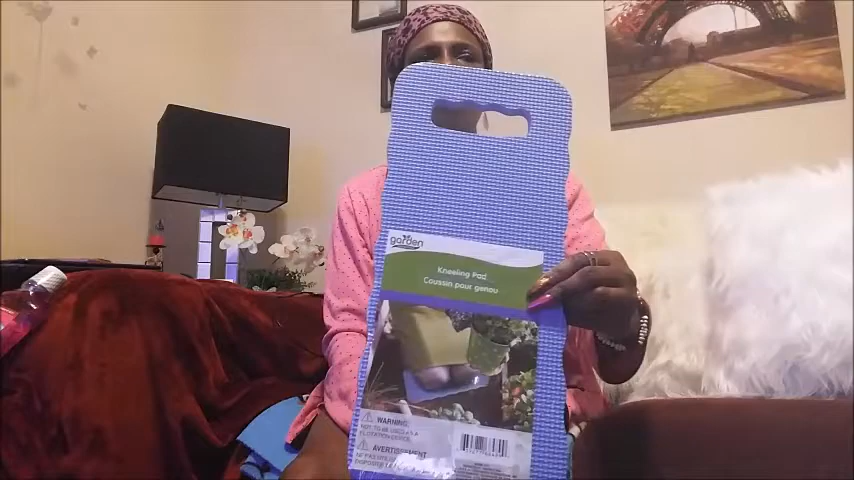 garden
Kneeling Pad
Coussin pour genou
WARNING
NOT TO BE USED AS A
FLOTATION DEVICE.
AVERTISSEMENT